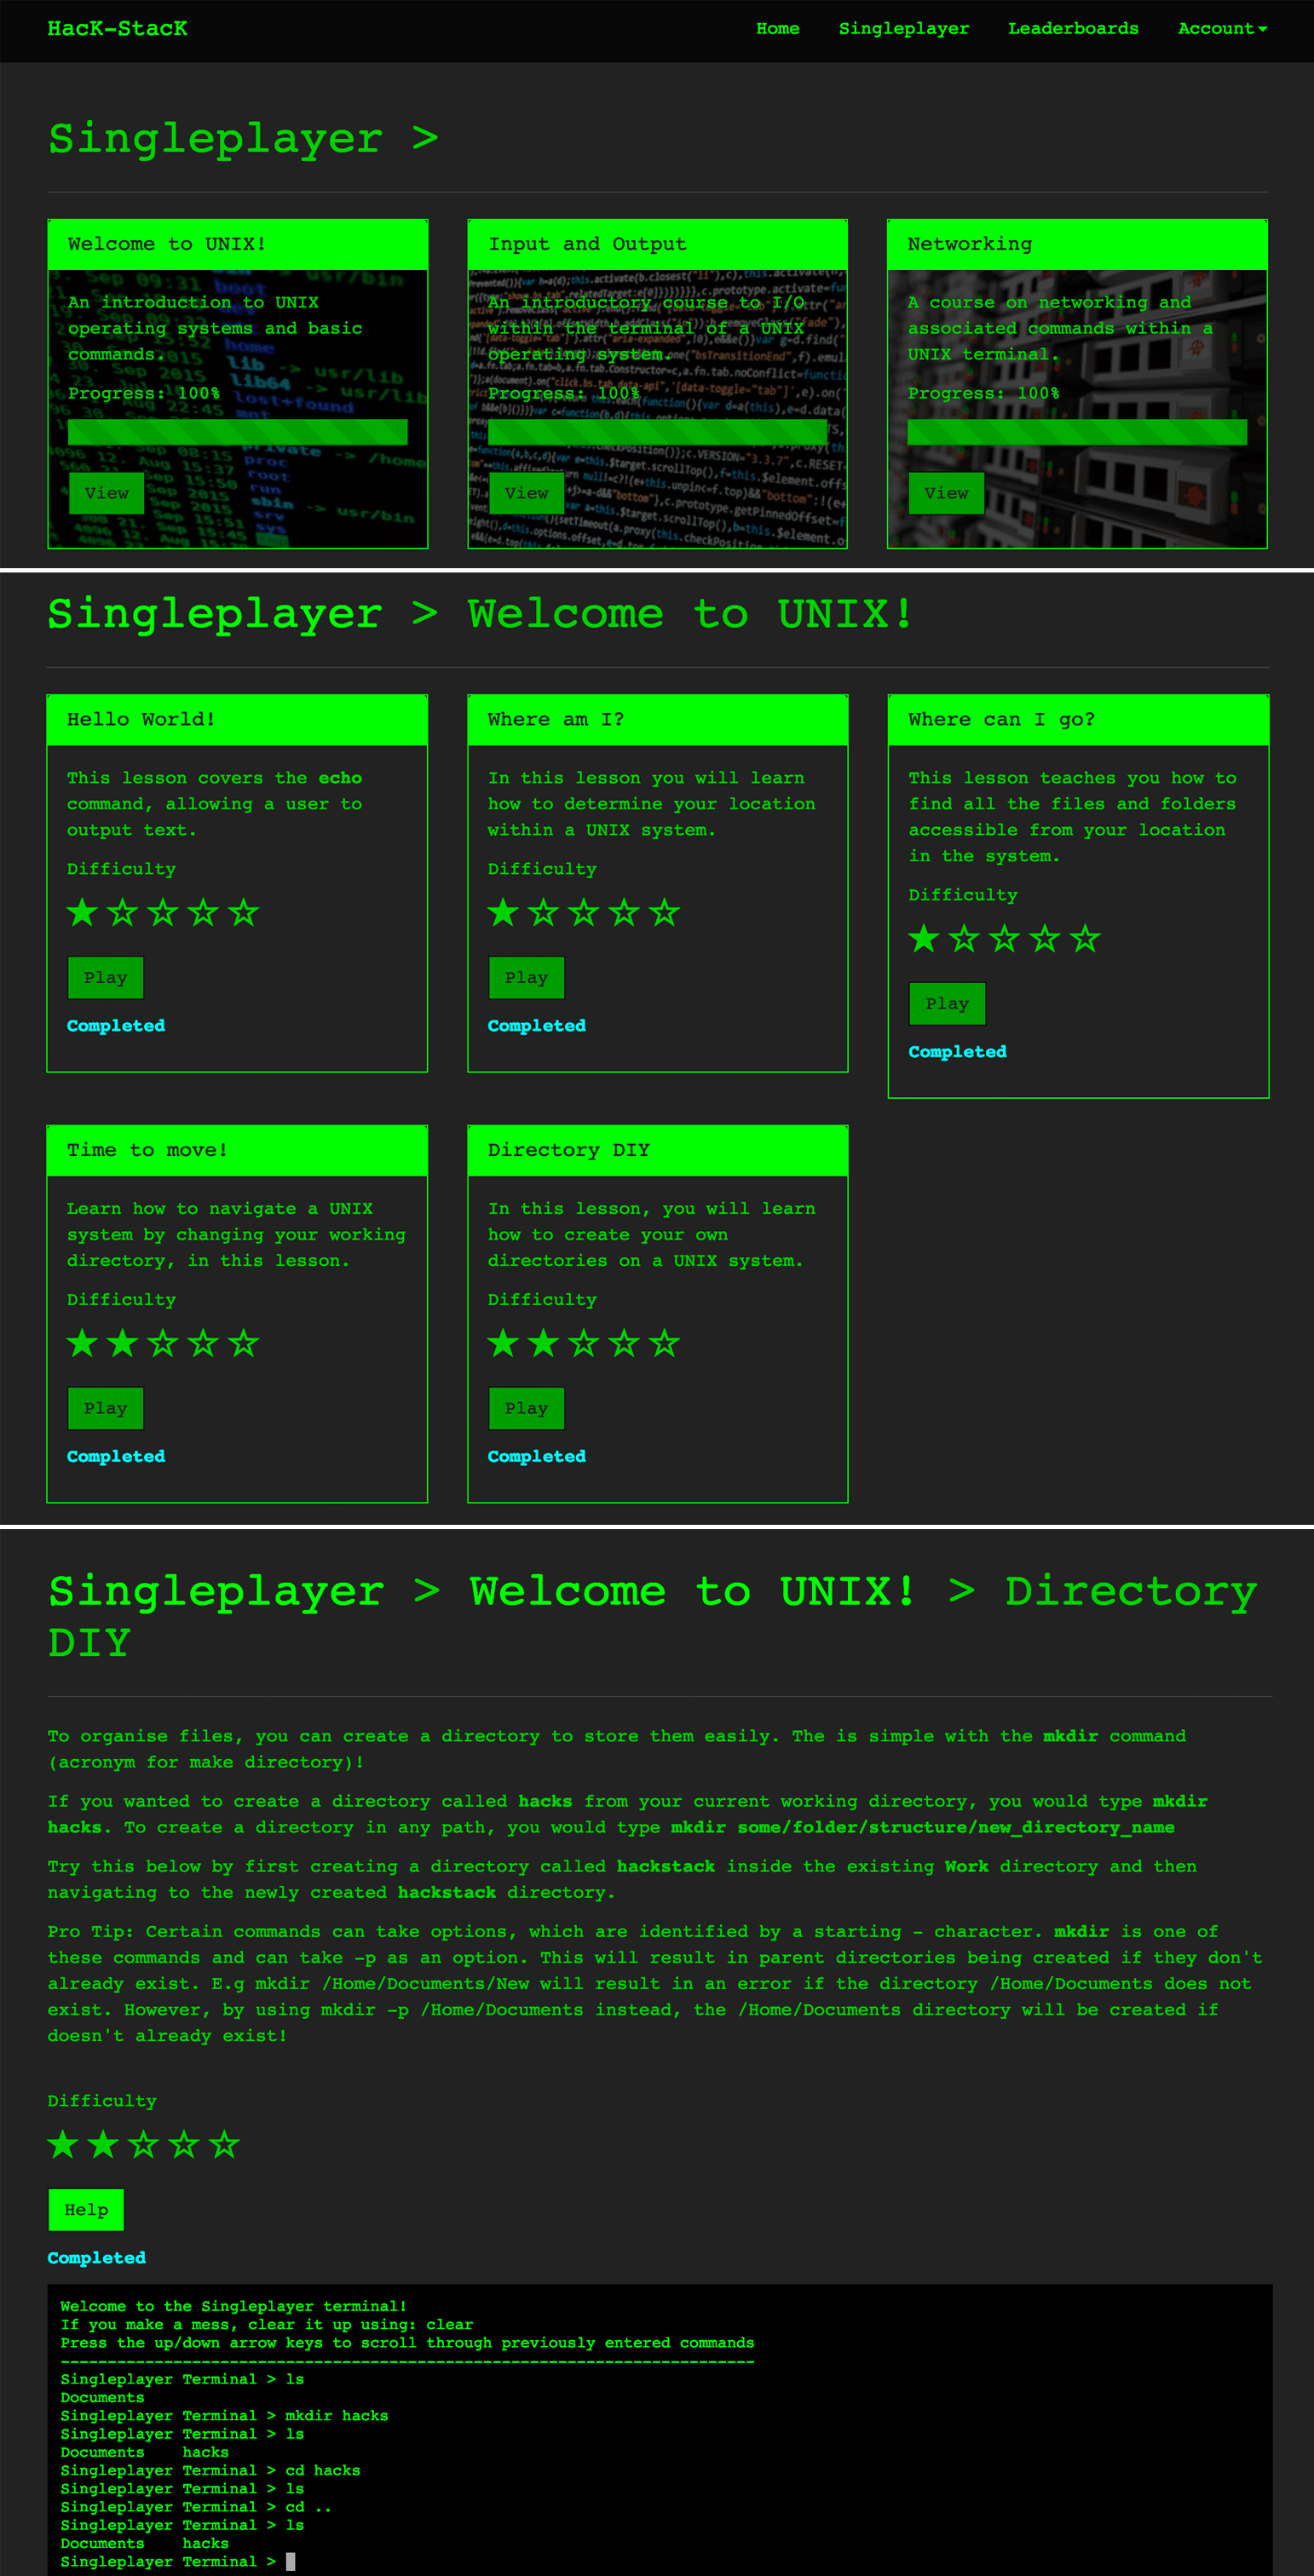 HacK-StacK
Home Singleplayer Leaderboards Account
Singleplayer >
Welcome to UNIX!
An introduction to UNIX
operating systems and basic
commands.
Progress: 100%
View
Input and Output
An introductory course to I/O
within the terminal of a UNIX
operating system.
Progress: 100%
View
Networking
A course on networking and
associated commands within a
UNIX terminal.
Progress: 100%
View
Singleplayer > Welcome to UNIX!
Hello World!
This lesson covers the echo
command, allowing a user to
output text.
Difficulty
Play
Completed
Where am I?
In this lesson you will learn
how to determine your location
within a UNIX system.
Difficulty
Play
Completed
Where can I go?
This lesson teaches you how to
find all the files and folders
accessible from your location
in the system.
Difficulty
Play
Completed
Time to move!
Learn how to navigate a UNIX
system by changing your working
directory, in this lesson.
Difficulty
Play
Completed
Directory DIY
In this lesson, you will learn
how to create your own
directories on a UNIX system.
Difficulty
Play
Completed
Singleplayer > Welcome to UNIX! > Directory
DIY
To organise files, you can create a directory to store them easily. The is simple with the mkdir command
(acronym for make directory)!
If you wanted to create a directory called hacks from your current working directory, you would type mkdir
hacks. To create a directory in any path, you would type mkdir some/folder/structure/new_directory_name
Try this below by first creating a directory called hackstack inside the existing Work directory and then
navigating to the newly created hackstack directory.
Pro Tip: Certain commands can take options, which are identified by a starting - character. mkdir is one of
these commands and can take -p as an option. This will result in parent directories being created if they don't
already exist. E.g mkdir /Home/Documents/New will result in an error if the directory /Home/Documents does not
exist. However, by using mkdir -p /Home/Documents instead, the /Home/Documents directory will be created if
doesn't already exist!
Difficulty
Help
Completed
Welcome to the Singleplayer terminal!
If you make a mess, clear it up using: clear
Press the up/down arrow keys to scroll through previously entered commands
--------------------------------------------------------------------------
Singleplayer Terminal > ls
Documents
Singleplayer Terminal > mkdir hacks
Singleplayer Terminal > ls
Documents    hacks
Singleplayer Terminal > cd hacks
Singleplayer Terminal > ls
Singleplayer Terminal > cd ..
Singleplayer Terminal > ls
Documents    hacks
Singleplayer Terminal >